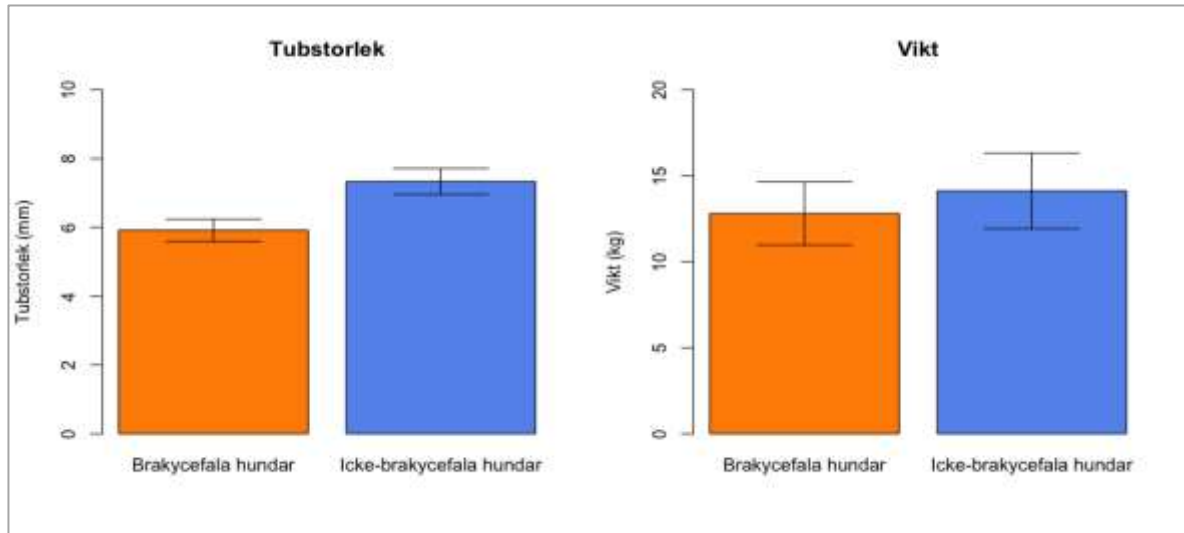 Tubstorlek
Tubstorlek (mm)
10
8
6
4
2
0
Brakycefala hundar
Icke-brakycefala hundar
Vikt
Vikt (kg)
20
15
10
5
0
Brakycefala hundar
Icke-brakycefala hundar